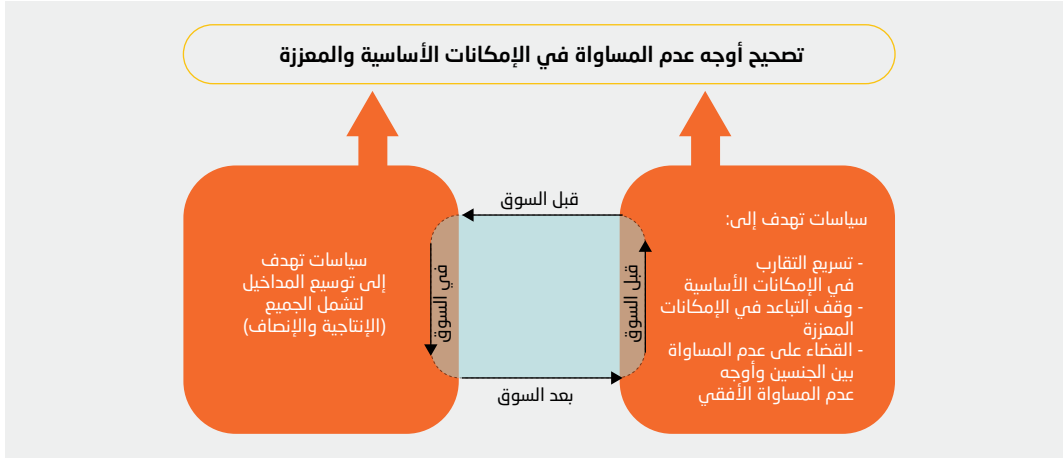 تصحيح أوجه عدم المساواة في الإمكانات الأساسية والمعززة
سياسات تهدف إلى:
- تسريع التقارب
في الإمكانات الأساسية
- وقف التباعد في الإمكانات
المعززة
- القضاء على عدم المساواة
بين الجنسين وأوجه
عدم المساواة الأفقي
قبل السوق
قبل السوق
في السوق
بعد السوق
سياسات تهدف
إلى توسيع المداخيل
لتشمل الجميع
(الإنتاجية والإنصاف)